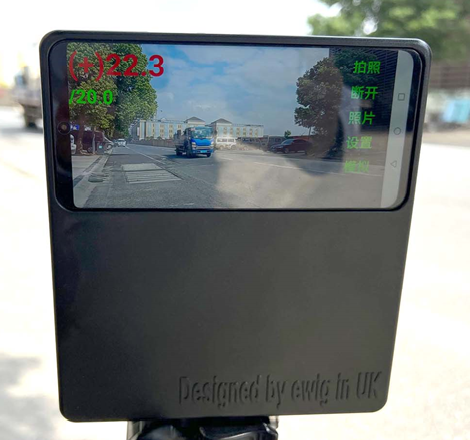 (+)22.3
/20.0
拍照
断开
照片
设置
Designed by ewig in UK